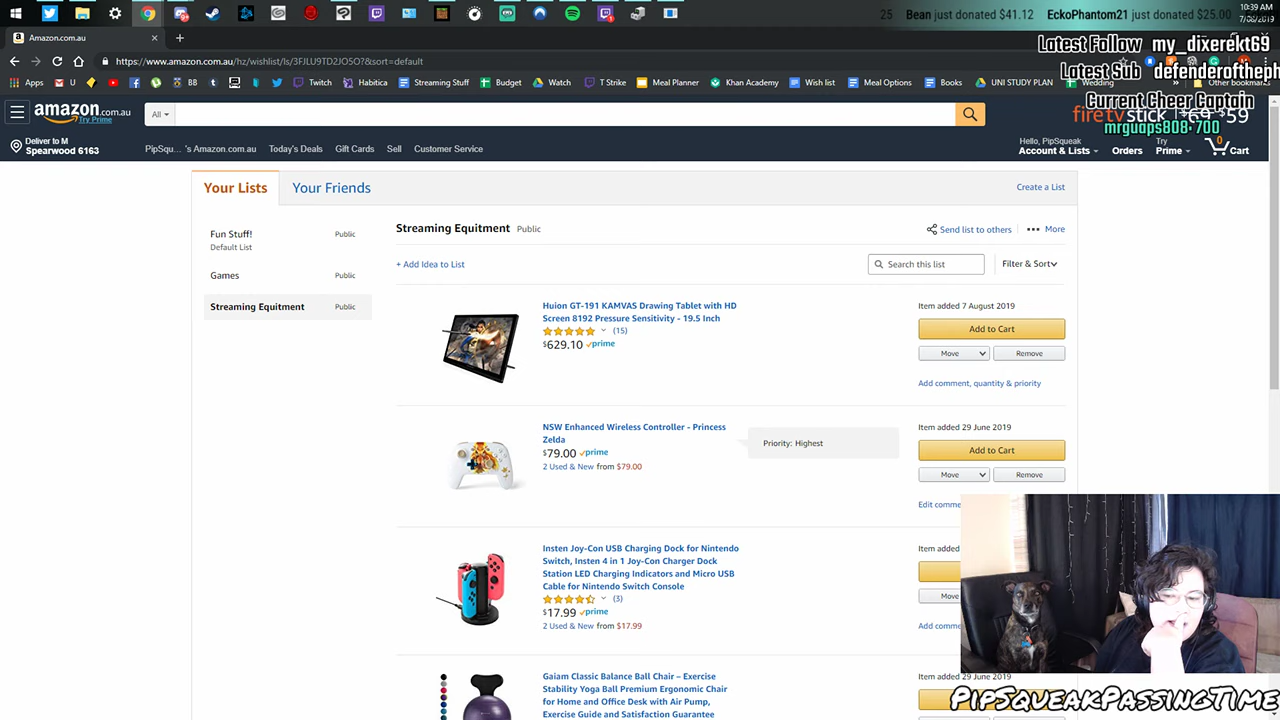 25 Bean just donated $41.12 EckoPhantom21 just donated $25.00
10:39 AM
7/08/2019
Amazon.com.au
Latest Follow my_dixerekt69
https://www.amazon.com.au/hz/wishlist/ls/3FJLU9TD2JO5O?&sort=default
Latest Sub defenderoftheph
Apps U BB Twitch Habitica Streaming Stuff Budget Watch T Strike Meal Planner Khan Academy Wish list Meal Options Books UNI STUDY PLAN Wedding Other bookmarks
Current Cheer Captain
mrguaps808: 700
amazon.com.au
Try Prime
All
firetvstick $69 $59
Deliver to M
Spearwood 6163
PipSqu... 's Amazon.com.au Today's Deals Gift Cards Sell Customer Service
Hello, PipSqueak
Account & Lists
Orders
Try
Prime
0
Cart
Your Lists Your Friends
Create a List
Fun Stuff! Public
Default List
Games Public
Streaming Equitment Public
Streaming Equitment Public
Send list to others
More
+ Add Idea to List
Search this list
Filter & Sort
Huion GT-191 KAMVAS Drawing Tablet with HD
Screen 8192 Pressure Sensitivity - 19.5 Inch
(15)
$629.10 prime
Item added 7 August 2019
Add to Cart
Move Remove
Add comment, quantity & priority
NSW Enhanced Wireless Controller - Princess
Zelda
$79.00 prime
2 Used & New from $79.00
Priority: Highest
Item added 29 June 2019
Add to Cart
Move Remove
Edit comme
Insten Joy-Con USB Charging Dock for Nintendo
Switch, Insten 4 in 1 Joy-Con Charger Dock
Station LED Charging Indicators and Micro USB
Cable for Nintendo Switch Console
(3)
$17.99 prime
2 Used & New from $17.99
Item added
Move
Add comme
Gaiam Classic Balance Ball Chair – Exercise
Stability Yoga Ball Premium Ergonomic Chair
for Home and Office Desk with Air Pump,
Exercise Guide and Satisfaction Guarantee
Item added 29 June 2019
PipSqueakPassingTime